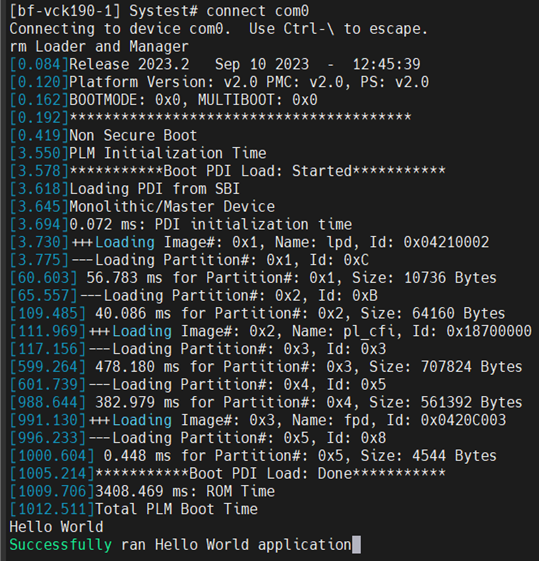 [bf-vck190-1] Systest# connect com0
Connecting to device com0.  Use Ctrl-\ to escape.
rm Loader and Manager
[0.084]Release 2023.2   Sep 10 2023  -  12:45:39
[0.120]Platform Version: v2.0 PMC: v2.0, PS: v2.0
[0.162]BOOTMODE: 0x0, MULTIBOOT: 0x0
[0.192]****************************************
[0.419]Non Secure Boot
[3.550]PLM Initialization Time
[3.578]***********Boot PDI Load: Started***********
[3.618]Loading PDI from SBI
[3.645]Monolithic/Master Device
[3.694]0.072 ms: PDI initialization time
[3.730]+++Loading Image#: 0x1, Name: lpd, Id: 0x04210002
[3.775]---Loading Partition#: 0x1, Id: 0xC
[60.603] 56.783 ms for Partition#: 0x1, Size: 10736 Bytes
[65.557]---Loading Partition#: 0x2, Id: 0xB
[109.485] 40.086 ms for Partition#: 0x2, Size: 64160 Bytes
[111.969]+++Loading Image#: 0x2, Name: pl_cfi, Id: 0x18700000
[117.156]---Loading Partition#: 0x3, Id: 0x3
[599.264] 478.180 ms for Partition#: 0x3, Size: 707824 Bytes
[601.739]---Loading Partition#: 0x4, Id: 0x5
[988.644] 382.979 ms for Partition#: 0x4, Size: 561392 Bytes
[991.130]+++Loading Image#: 0x3, Name: fpd, Id: 0x0420C003
[996.233]---Loading Partition#: 0x5, Id: 0x8
[1000.604] 0.448 ms for Partition#: 0x5, Size: 4544 Bytes
[1005.214]***********Boot PDI Load: Done***********
[1009.706]3408.469 ms: ROM Time
[1012.511]Total PLM Boot Time
Hello World
Successfully ran Hello World application